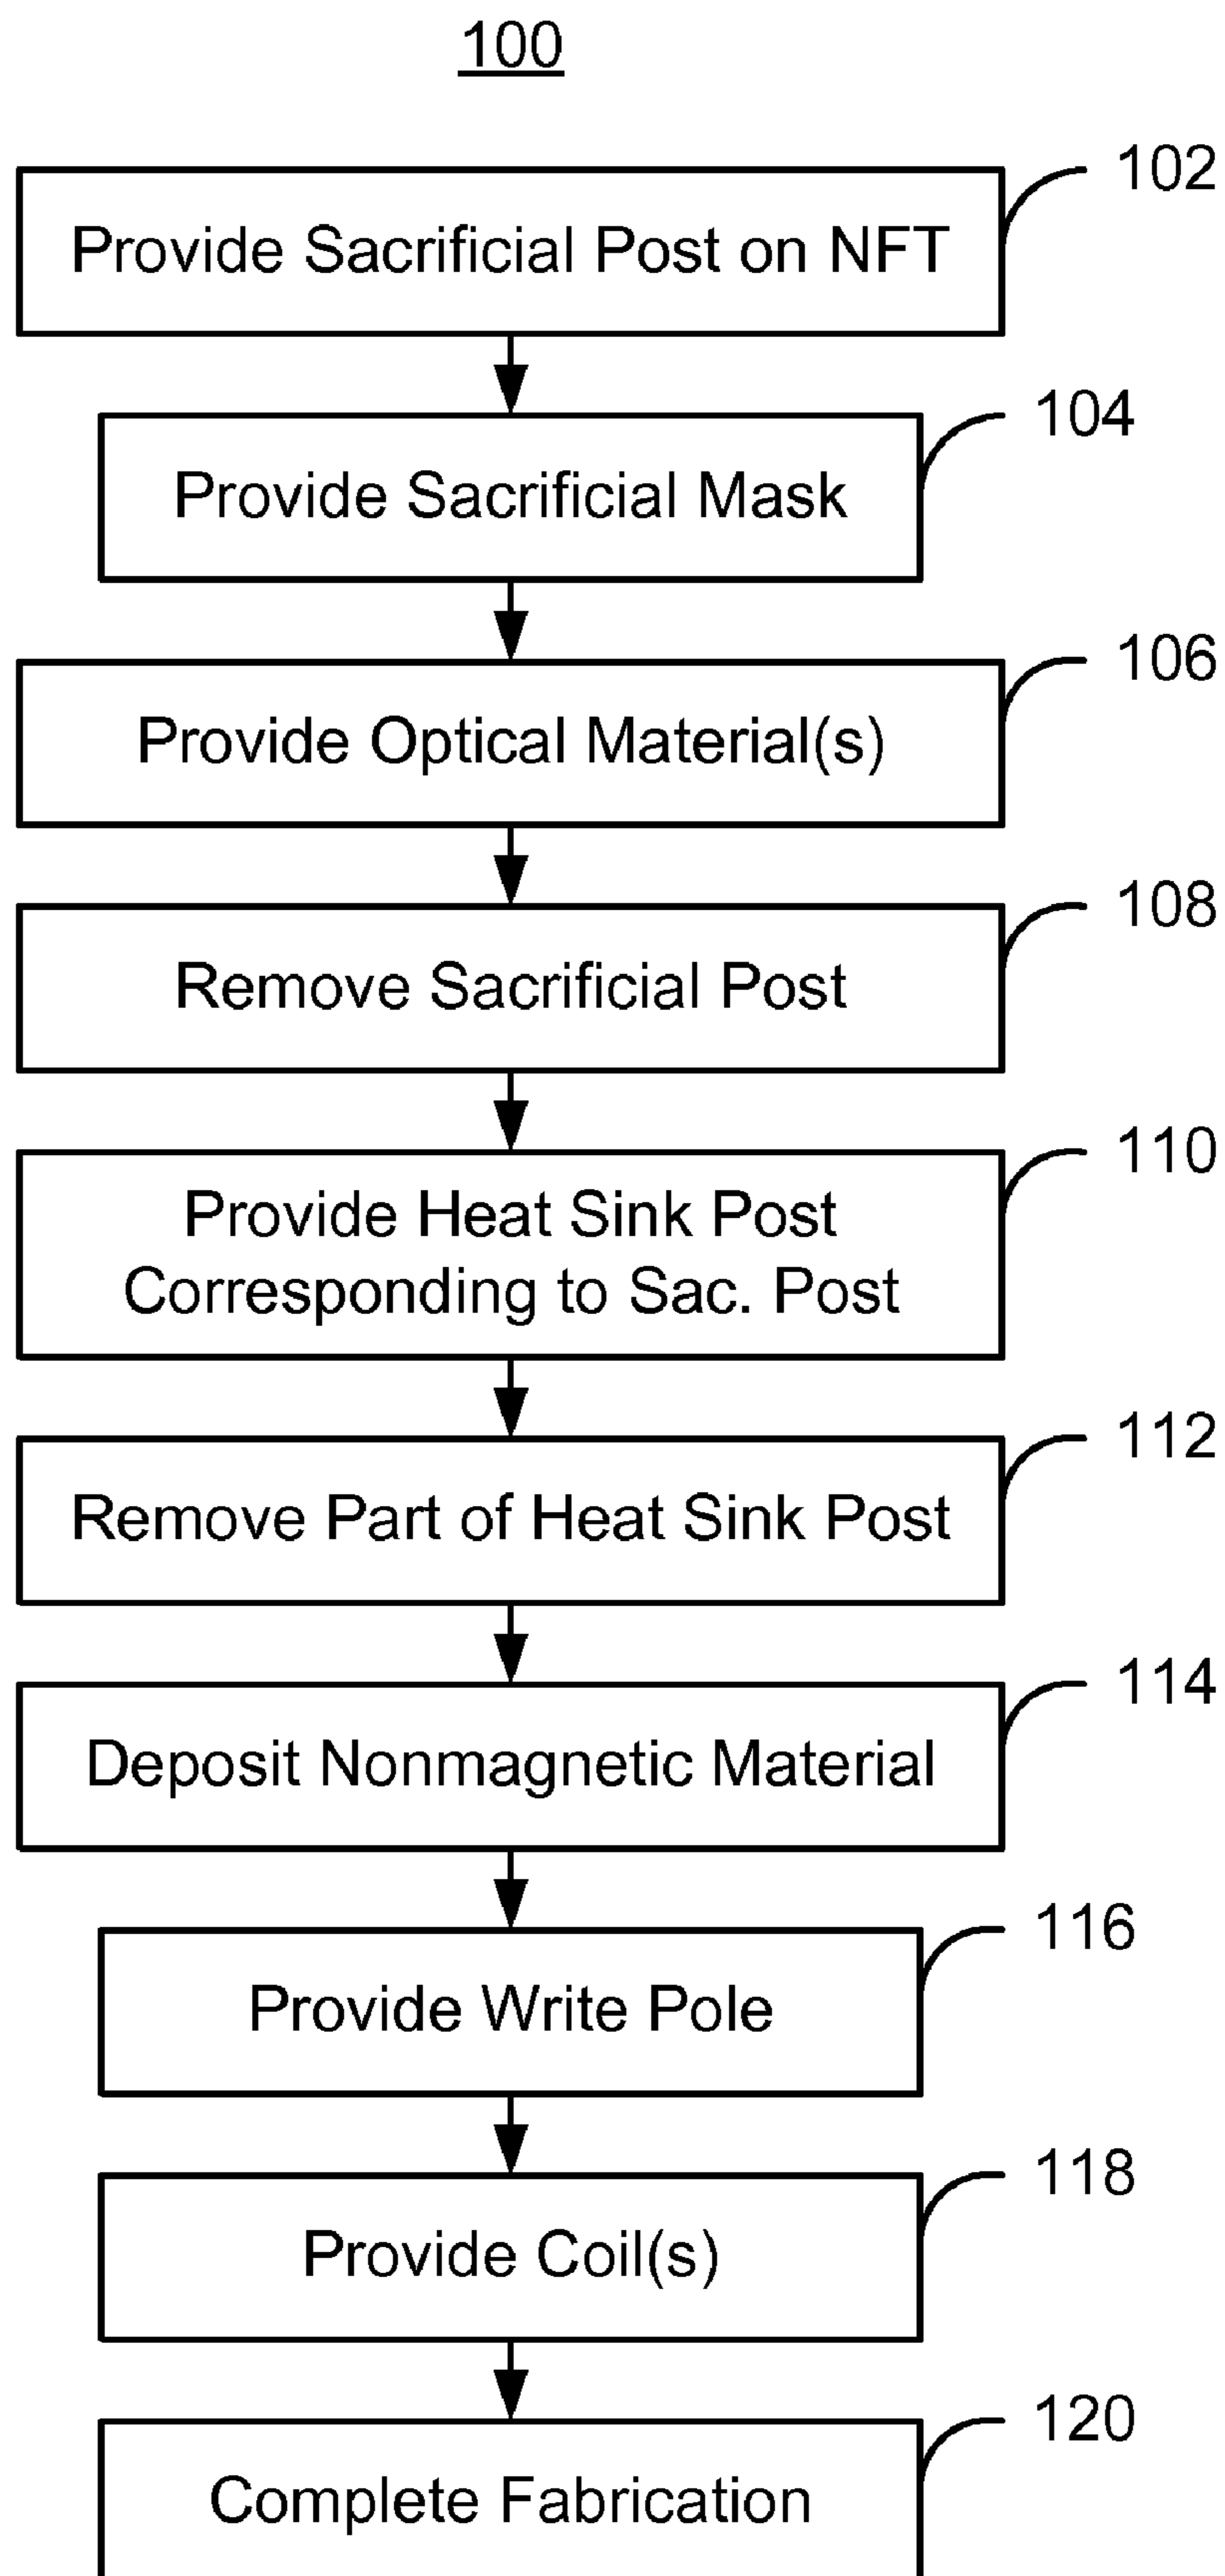 100
102
Provide Sacrificial Post on NFT
104
Provide Sacrificial Mask
106
Provide Optical Material(s)
108
Remove Sacrificial Post
110
Provide Heat Sink Post
Corresponding to Sac. Post
112
Remove Part of Heat Sink Post
114
Deposit Nonmagnetic Material
116
Provide Write Pole
118
Provide Coil(s)
120
Complete Fabrication